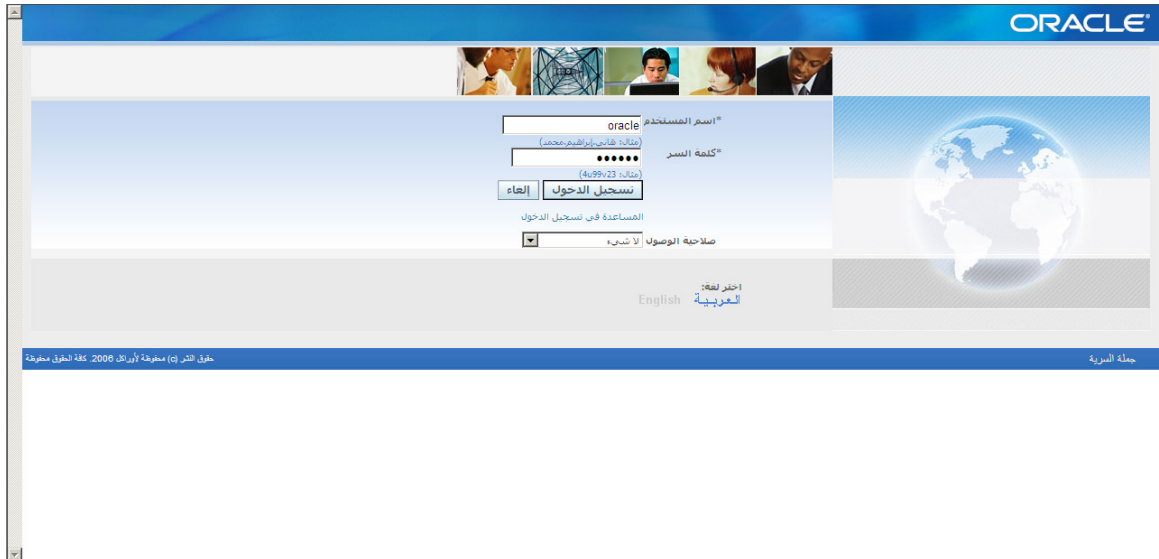 ORACLE
*اسم المستخدم oracle
(مثال: هاني.إبراهيم.محمد)
*كلمة السر ••••••
(مثال: 4u99v23)
تسجيل الدخول إلغاء
المساعدة في تسجيل الدخول
صلاحية الوصول لا شيء
اختر لغة:
العربية English
جملة السرية
حقوق النشر (c) محفوظة لأوراكل 2006. كافة الحقوق محفوظة